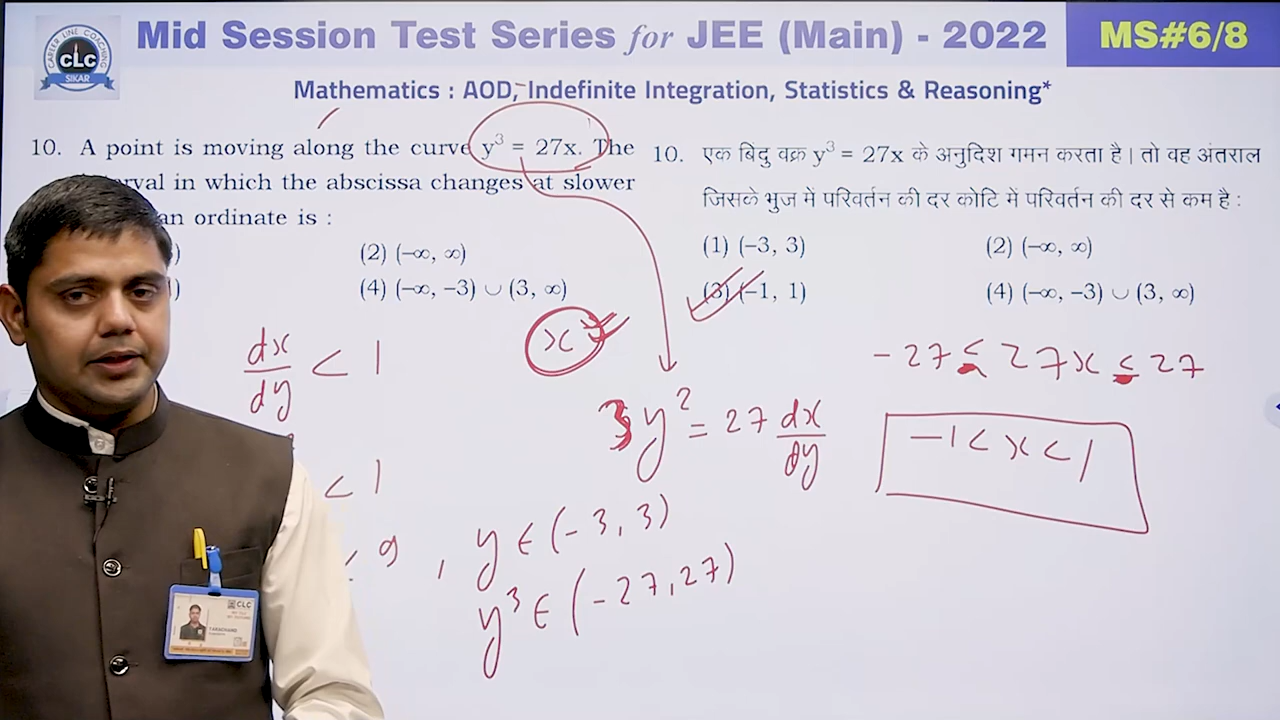 Mid Session Test Series for JEE (Main) - 2022
MS#6/8
CAREER LINE COACHING
CLC
SIKAR
Mathematics : AOD, Indefinite Integration, Statistics & Reasoning*
10. A point is moving along the curve y³ = 27x. The
interval in which the abscissa changes at slower
an ordinate is :
(2) (–∞, ∞)
(4) (–∞, –3) ∪ (3, ∞)
10. एक बिंदु वक्र y³ = 27x के अनुदिश गमन करता है। तो वह अंतराल
जिसके भुज में परिवर्तन की दर कोटि में परिवर्तन की दर से कम है :
(1) (–3, 3)
(2) (–∞, ∞)
(3) (–1, 1)
(4) (–∞, –3) ∪ (3, ∞)
dx/dy < 1
< 1
< 9 , y ∈ (-3, 3)
y³ ∈ (-27, 27)
x
3y² = 27 dx/dy
-27 ≤ 27x ≤ 27
-1 < x < 1
CLC
CLC
TARACHAND